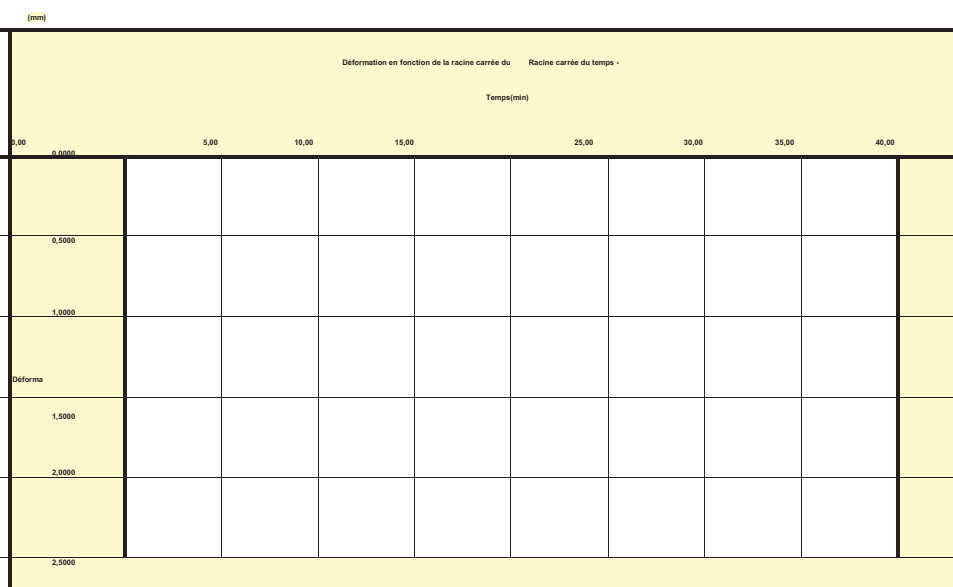 (mm)
Déformation en fonction de la racine carrée du Racine carrée du temps -
Temps(min)
0,00 5,00 10,00 15,00 25,00 30,00 35,00 40,00
0,0000
0,5000
1,0000
Déforma
1,5000
2,0000
2,5000